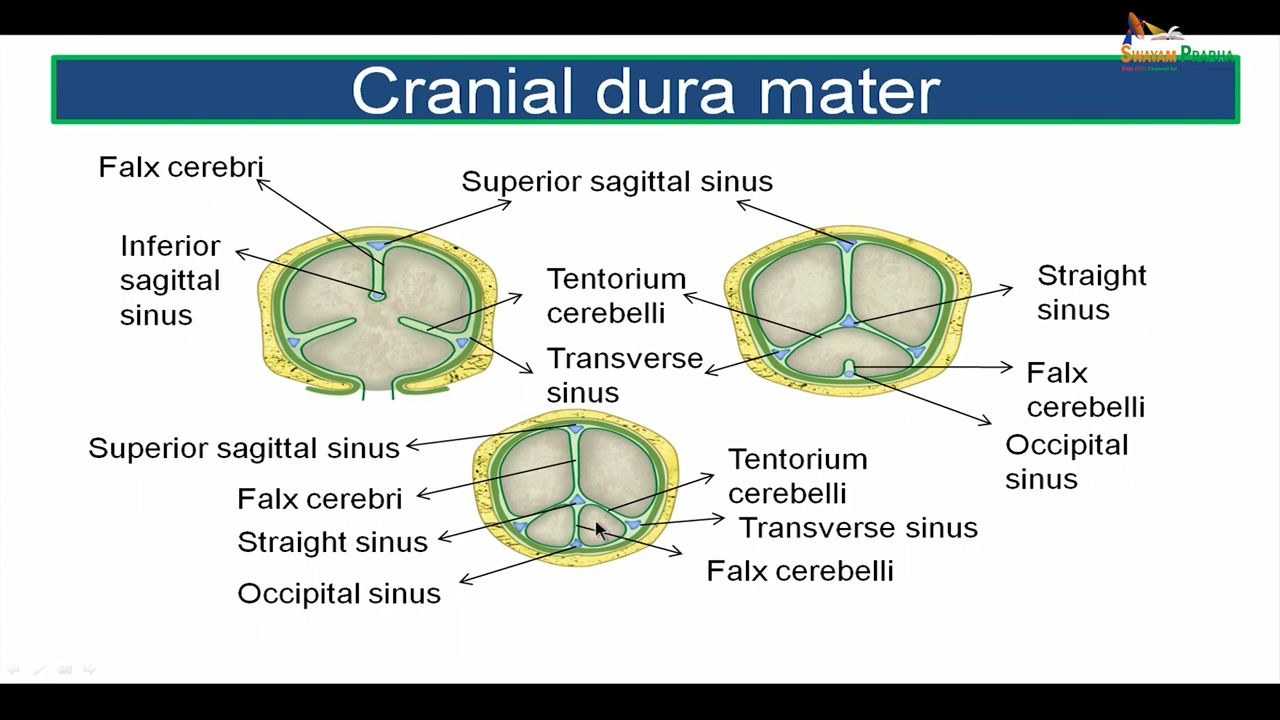 SWAYAM PRABHA
Cranial dura mater
Falx cerebri
Superior sagittal sinus
Inferior
sagittal
sinus
Tentorium
cerebelli
Straight
sinus
Transverse
sinus
Falx
cerebelli
Superior sagittal sinus
Occipital
sinus
Tentorium
cerebelli
Falx cerebri
Transverse sinus
Straight sinus
Falx cerebelli
Occipital sinus